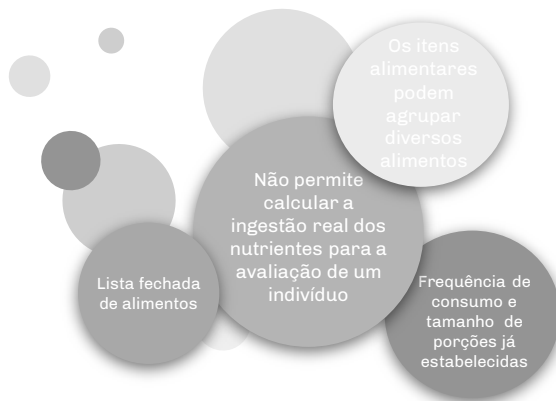 Os itens
alimentares
podem
agrupar
diversos
alimentos
Não permite
calcular a
ingestão real dos
nutrientes para a
avaliação de um
indivíduo
Lista fechada
de alimentos
Frequência de
consumo e
tamanho de
porções já
estabelecidas